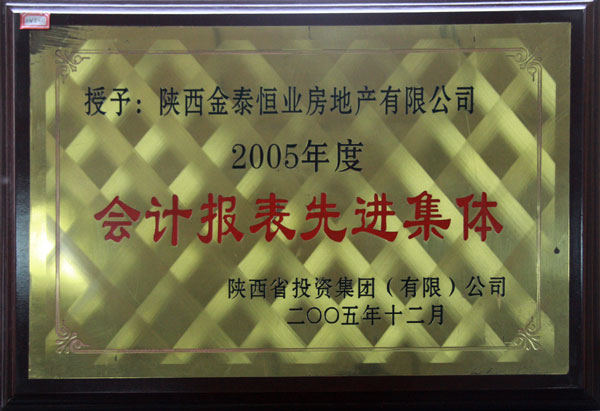 授予：陕西金泰恒业房地产有限公司
2005年度
会计报表先进集体
陕西省投资集团（有限）公司
二〇〇五年十二月